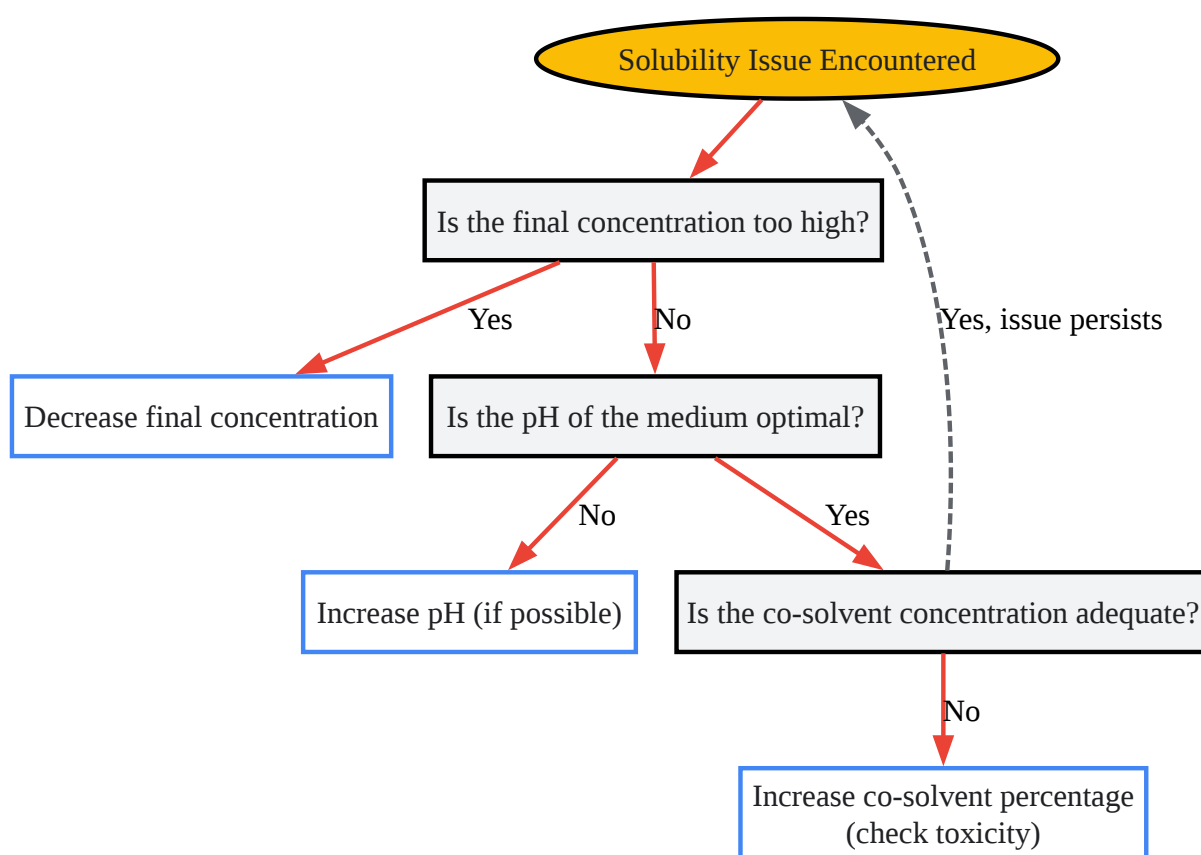 Solubility Issue Encountered
Is the final concentration too high?
Yes
No
Yes, issue persists
Decrease final concentration
Is the pH of the medium optimal?
No
Yes
Increase pH (if possible)
Is the co-solvent concentration adequate?
No
Increase co-solvent percentage
(check toxicity)